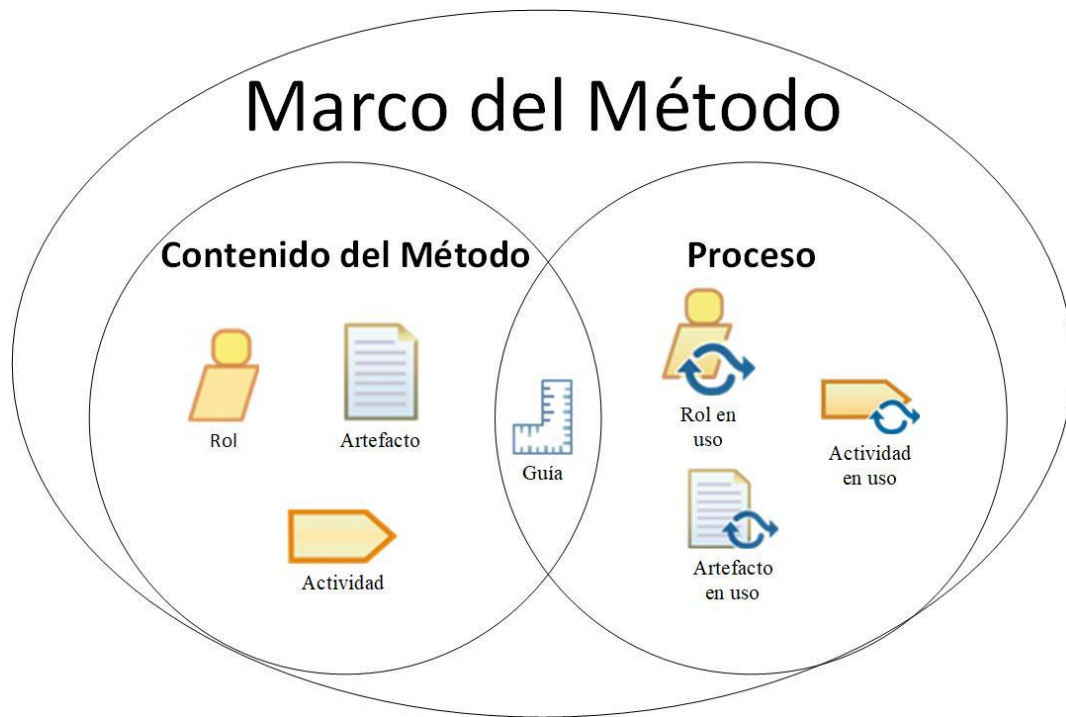 Marco del Método
Contenido del Método
Proceso
Rol
Artefacto
Actividad
Guía
Rol en
uso
Actividad
en uso
Artefacto
en uso